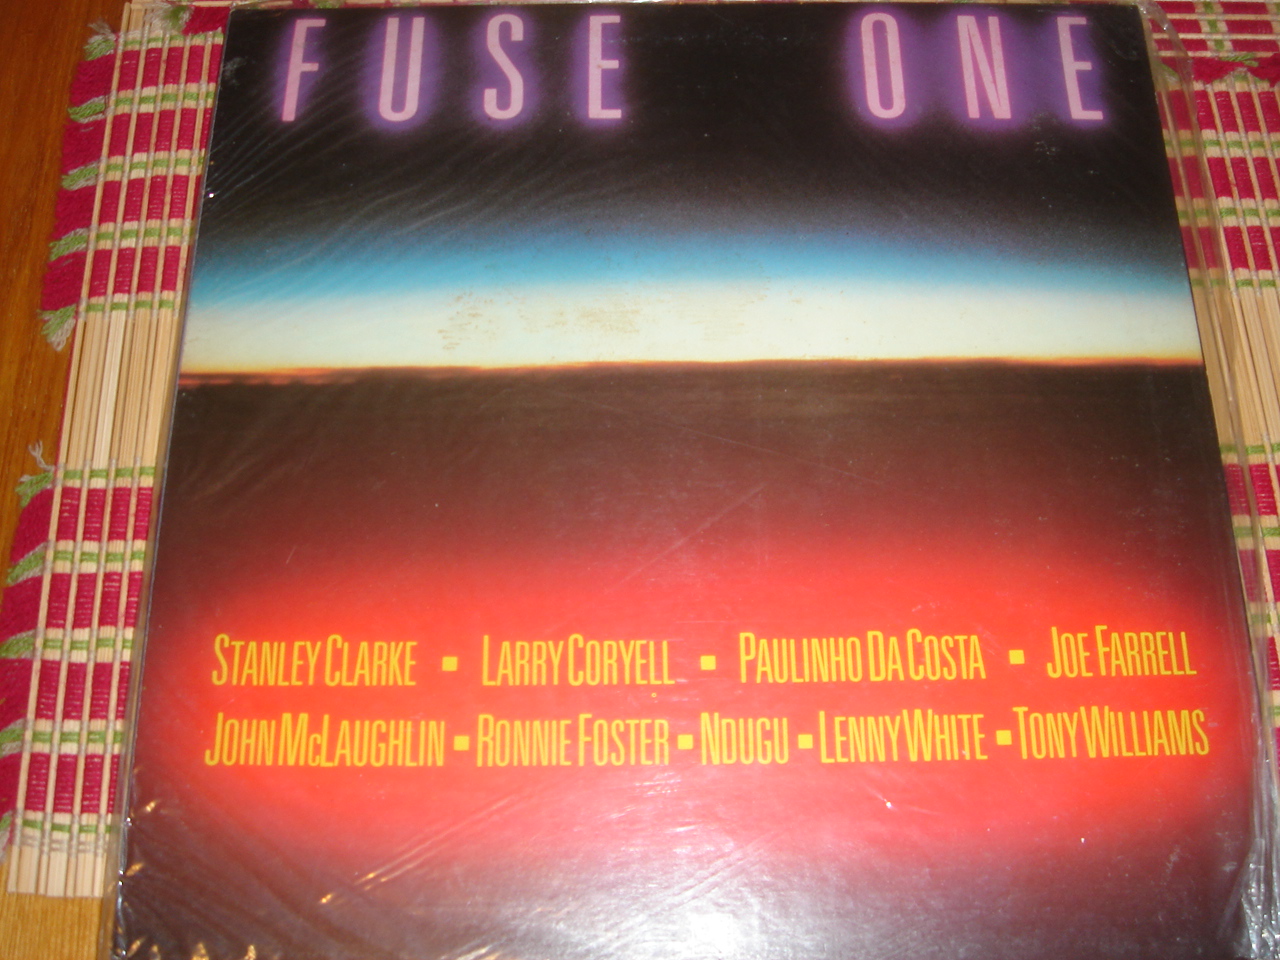 FUSE ONE
STANLEY CLARKE ▪ LARRY CORYELL ▪ PAULINHO DA COSTA ▪ JOE FARRELL
JOHN McLAUGHLIN ▪ RONNIE FOSTER ▪ NDUGU ▪ LENNY WHITE ▪ TONY WILLIAMS